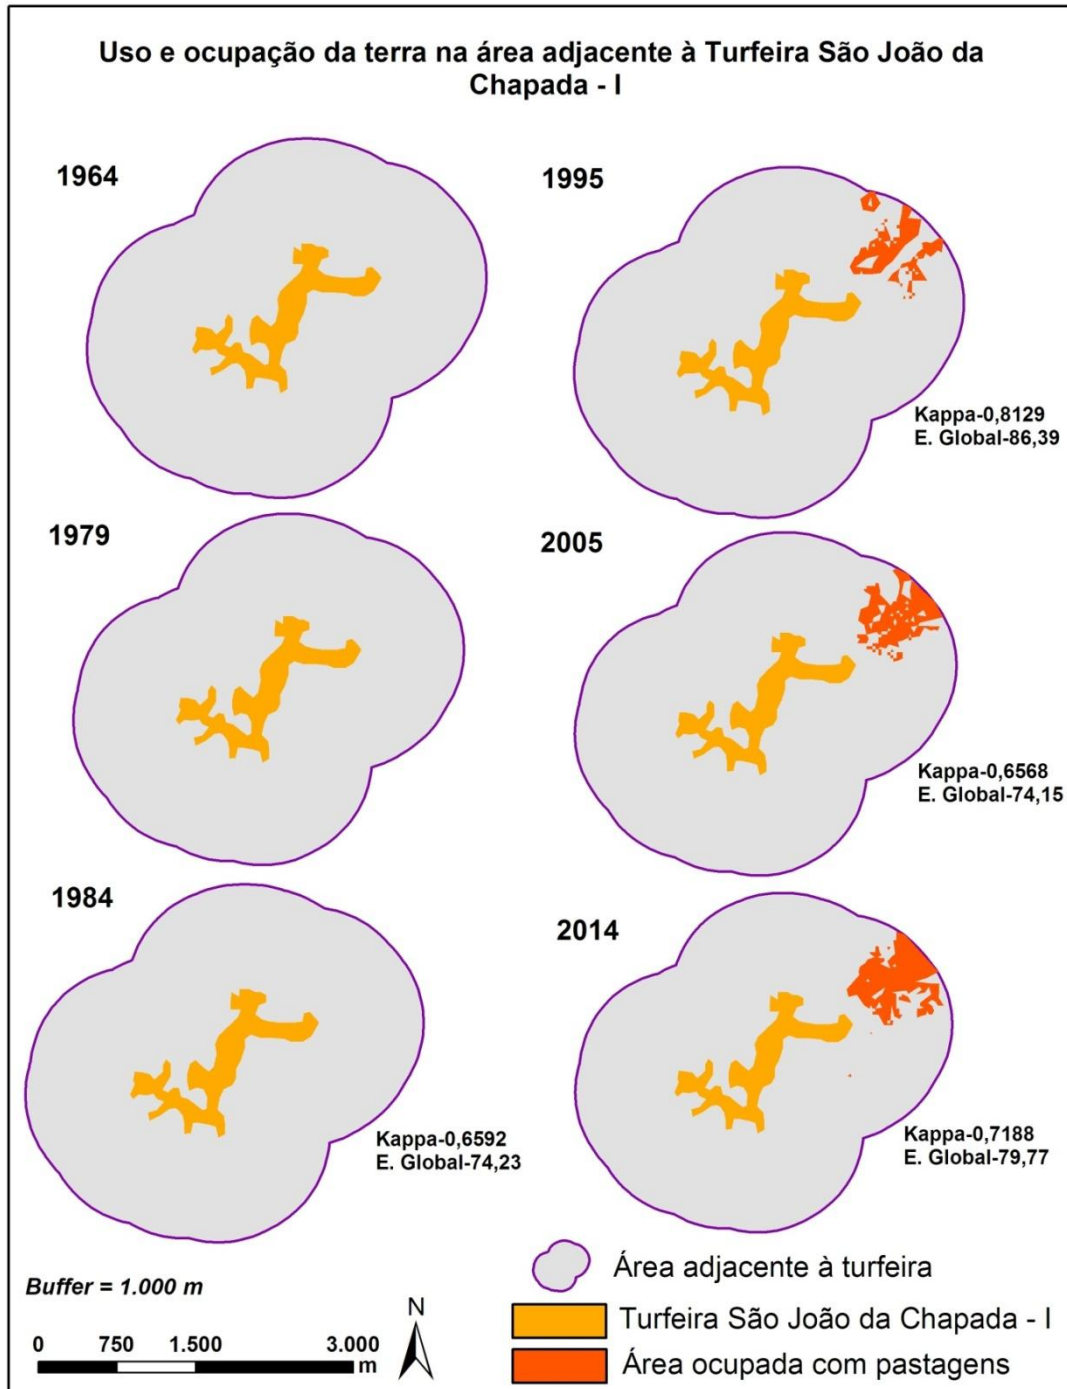 Uso e ocupação da terra na área adjacente à Turfeira São João da
Chapada - I
1964
1995
Kappa-0,8129
E. Global-86,39
1979
2005
Kappa-0,6568
E. Global-74,15
1984
2014
Kappa-0,6592
E. Global-74,23
Kappa-0,7188
E. Global-79,77
Buffer = 1.000 m
0 750 1.500 3.000
m
N
Área adjacente à turfeira
Turfeira São João da Chapada - I
Área ocupada com pastagens